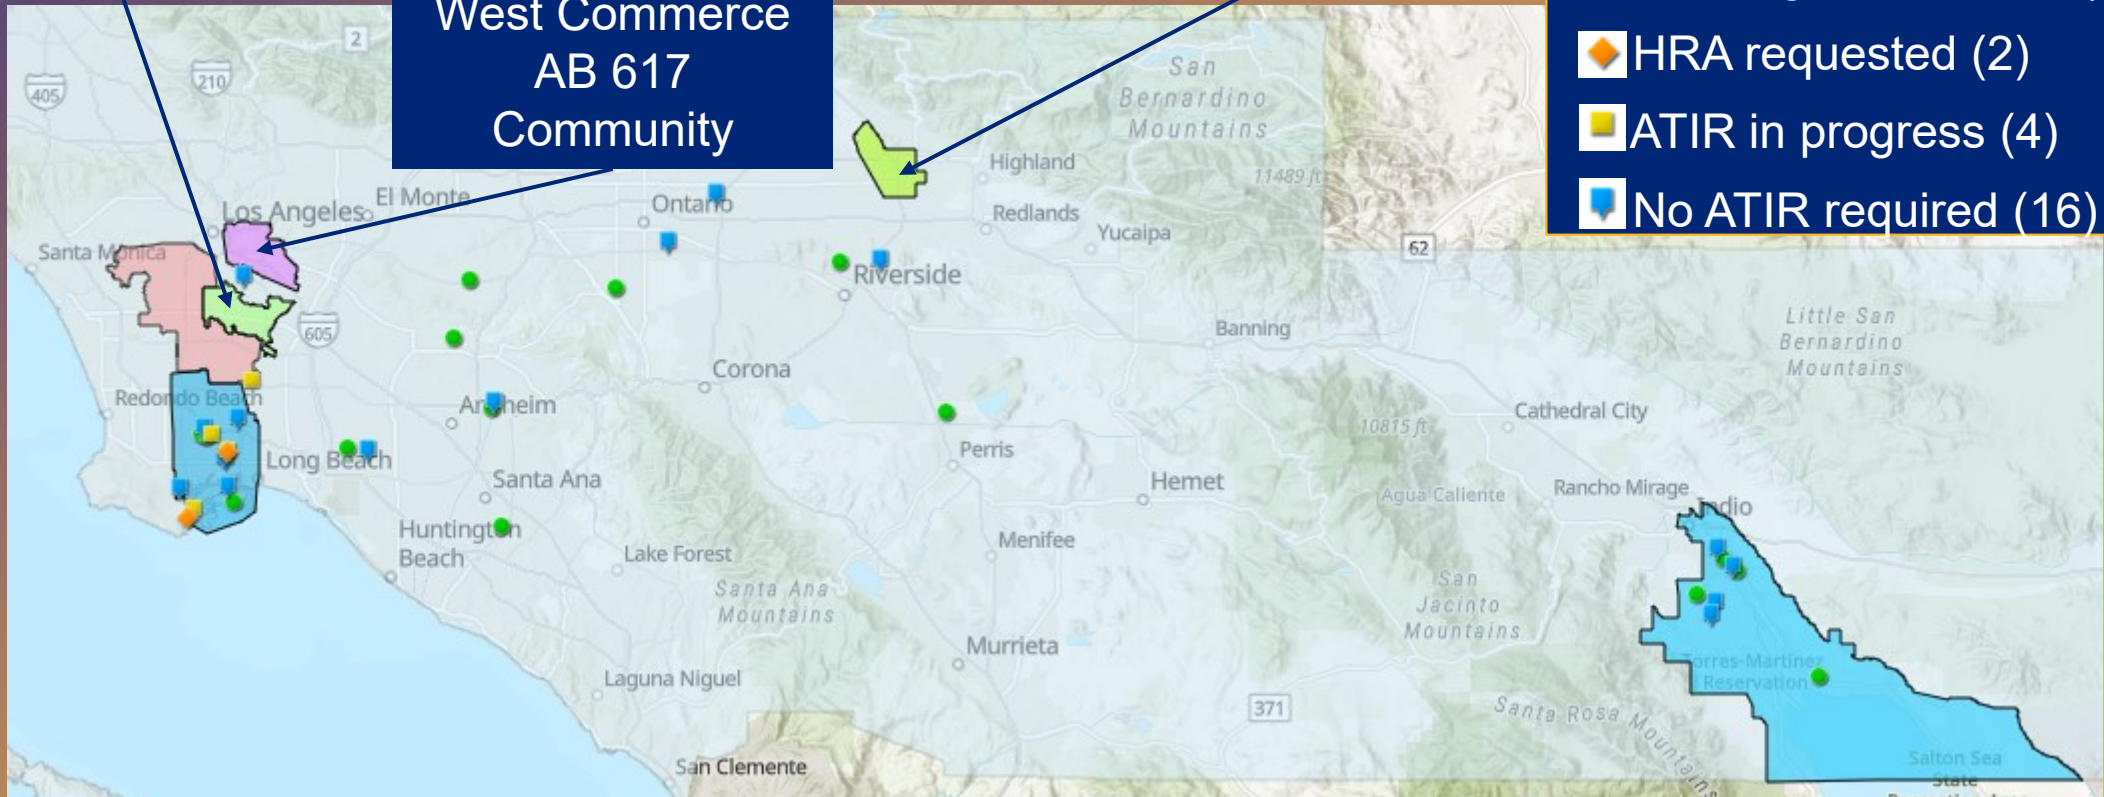 West Commerce
AB 617
Community
HRA requested (2)
ATIR in progress (4)
No ATIR required (16)
2
405
210
San
Bernardino
Mountains
Highland
11489 ft
El Monte
Los Angeles
Ontario
Redlands
Yucaipa
62
Santa Monica
Riverside
605
Banning
Little San
Bernardino
Mountains
Corona
Redondo Beach
Anaheim
Cathedral City
10815 ft
Long Beach
Perris
Santa Ana
Hemet
Agua Caliente
Rancho Mirage
Indio
Huntington
Beach
Menifee
Lake Forest
Santa Ana
Mountains
San
Jacinto
Mountains
Murrieta
Torres-Martinez
Reservation
Laguna Niguel
371
Santa Rosa Mountains
San Clemente
Salton Sea
State